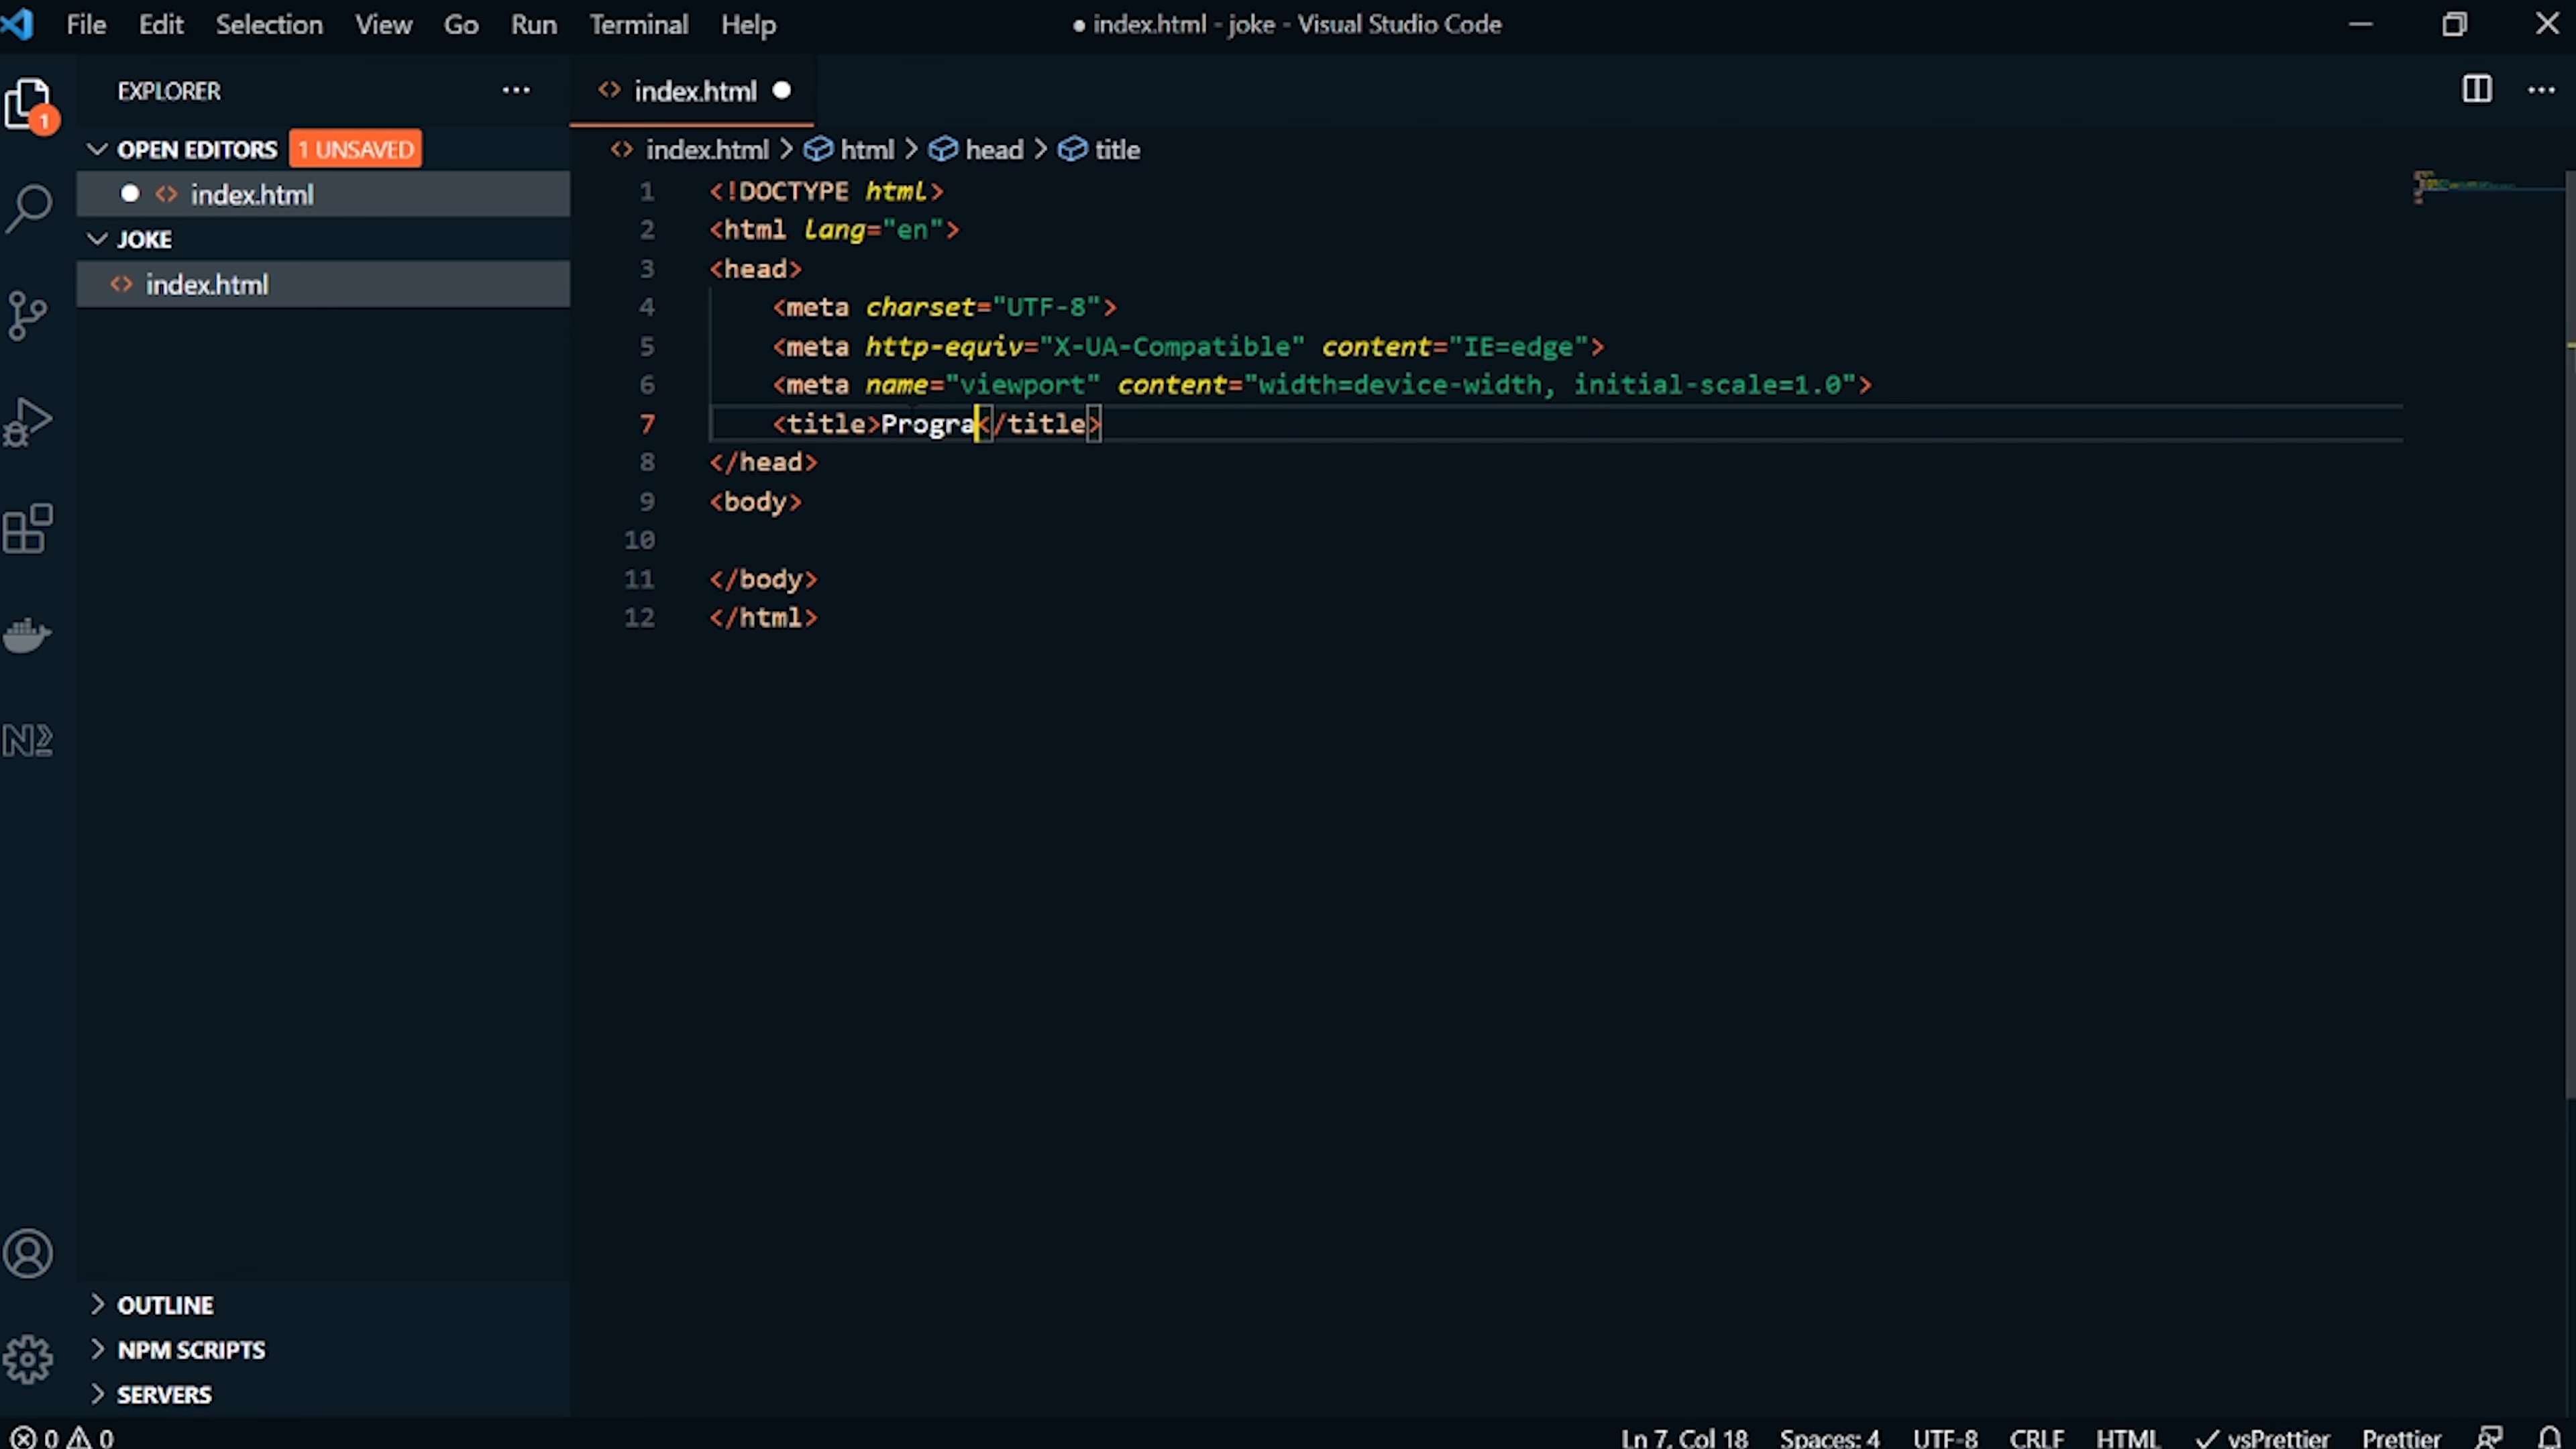 File Edit Selection View Go Run Terminal Help
● index.html - joke - Visual Studio Code
EXPLORER
1
OPEN EDITORS 1 UNSAVED
index.html
JOKE
index.html
OUTLINE
NPM SCRIPTS
SERVERS
index.html
index.html > html > head > title
1 <!DOCTYPE html>
2 <html lang="en">
3 <head>
4 <meta charset="UTF-8">
5 <meta http-equiv="X-UA-Compatible" content="IE=edge">
6 <meta name="viewport" content="width=device-width, initial-scale=1.0">
7 <title>Progra</title>
8 </head>
9 <body>
10
11 </body>
12 </html>
0 0 Ln 7, Col 18 Spaces: 4 UTF-8 CRLF HTML ✓ vsPrettier Prettier